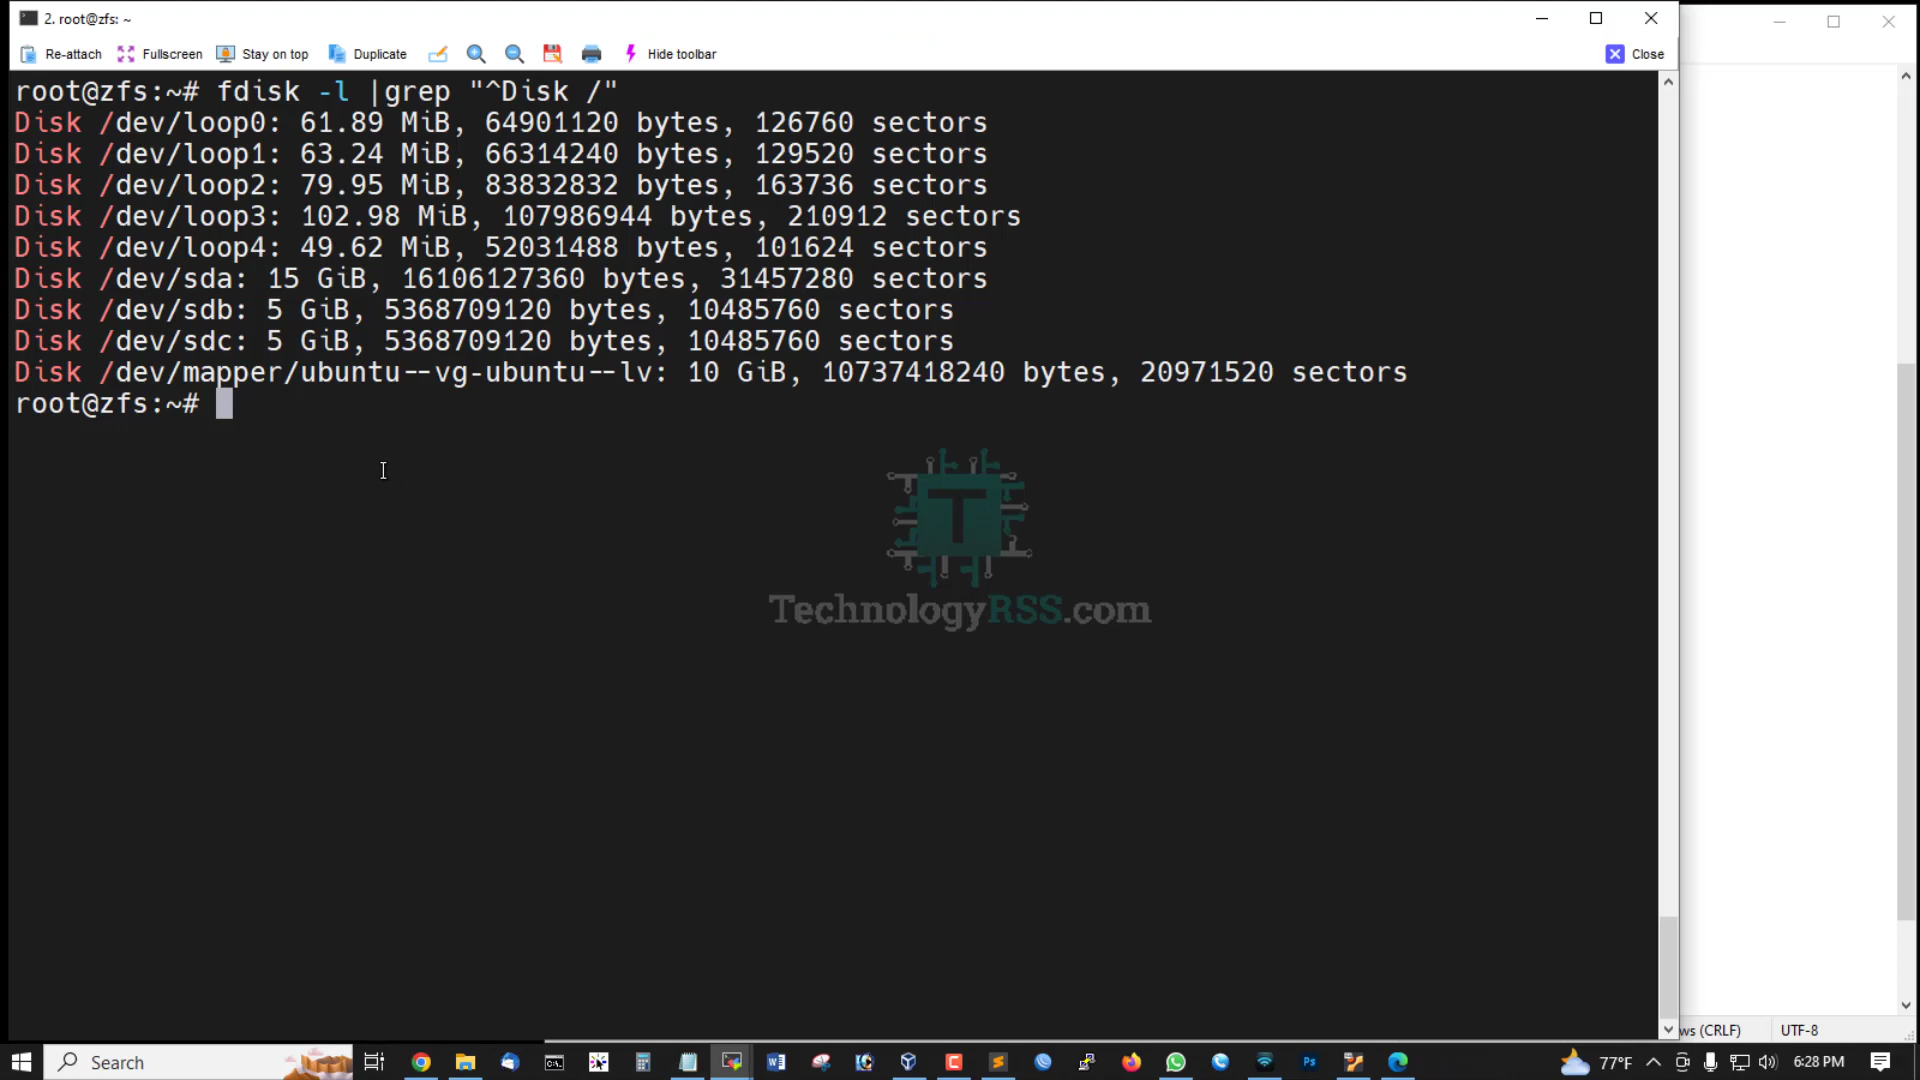 2. root@zfs: ~
Re-attach Fullscreen Stay on top Duplicate Hide toolbar Close
root@zfs:~# fdisk -l |grep "^Disk /"
Disk /dev/loop0: 61.89 MiB, 64901120 bytes, 126760 sectors
Disk /dev/loop1: 63.24 MiB, 66314240 bytes, 129520 sectors
Disk /dev/loop2: 79.95 MiB, 83832832 bytes, 163736 sectors
Disk /dev/loop3: 102.98 MiB, 107986944 bytes, 210912 sectors
Disk /dev/loop4: 49.62 MiB, 52031488 bytes, 101624 sectors
Disk /dev/sda: 15 GiB, 16106127360 bytes, 31457280 sectors
Disk /dev/sdb: 5 GiB, 5368709120 bytes, 10485760 sectors
Disk /dev/sdc: 5 GiB, 5368709120 bytes, 10485760 sectors
Disk /dev/mapper/ubuntu--vg-ubuntu--lv: 10 GiB, 10737418240 bytes, 20971520 sectors
root@zfs:~#
T
TechnologyRSS.com
ws (CRLF) UTF-8
Search 77°F 6:28 PM